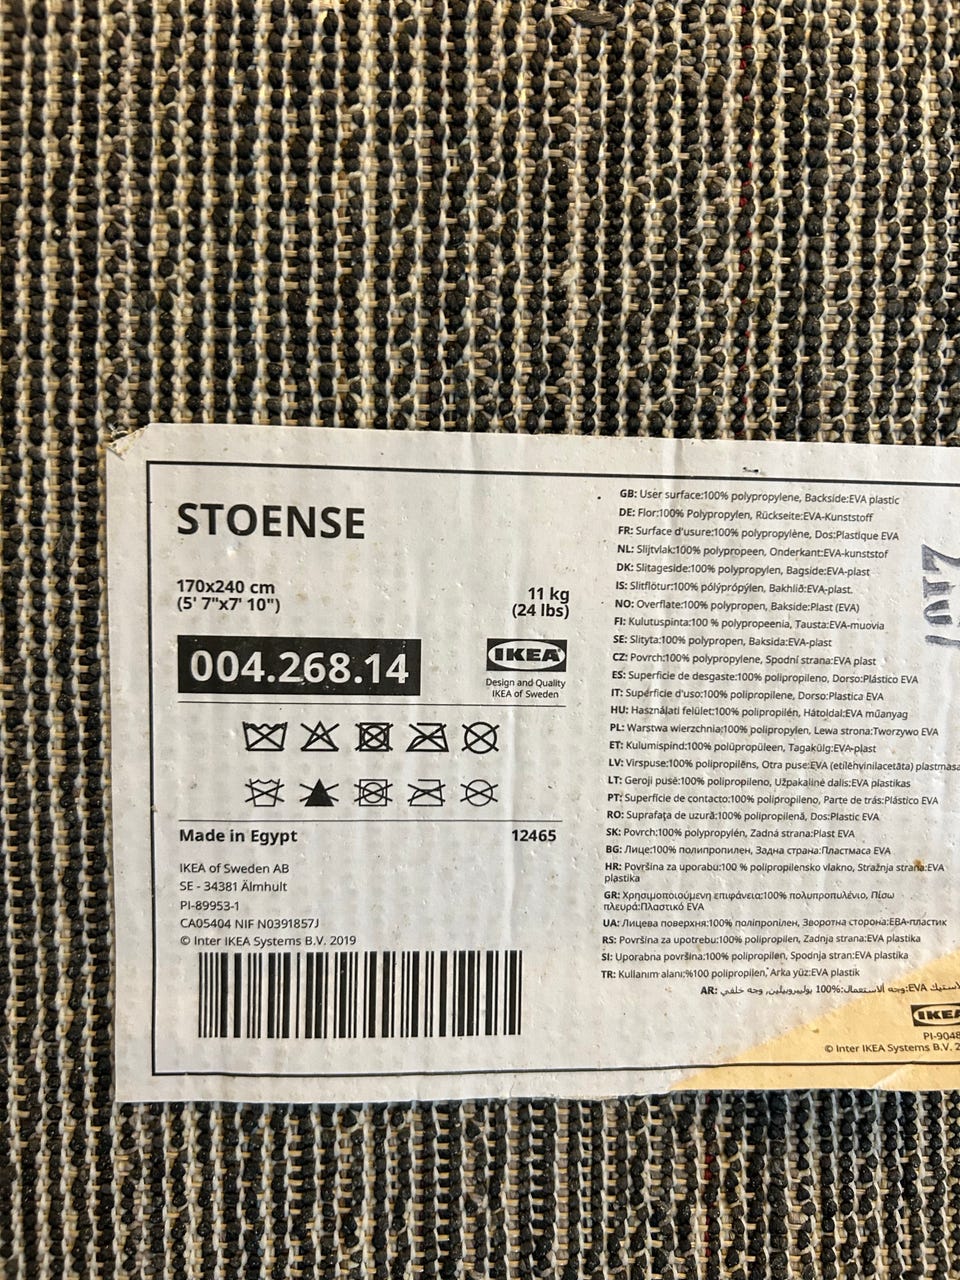 STOENSE
170x240 cm
(5' 7"x7' 10")
11 kg
(24 lbs)
004.268.14
IKEA
Design and Quality
IKEA of Sweden
Made in Egypt
12465
IKEA of Sweden AB
SE - 34381 Älmhult
PI-89953-1
CA05404 NIF N0391857J
© Inter IKEA Systems B.V. 2019
GB: User surface:100% polypropylene, Backside:EVA plastic
DE: Flor:100% Polypropylen, Rückseite:EVA-Kunststoff
FR: Surface d'usure:100% polypropylène, Dos:Plastique EVA
NL: Slijtvlak:100% polypropeen, Onderkant:EVA-kunststof
DK: Slitageside:100% polypropylen, Bagside:EVA-plast
IS: Slitflötur:100% pólýprópýlen, Bakhlið:EVA-plast.
NO: Overflate:100% polypropen, Bakside:Plast (EVA)
FI: Kulutuspinta:100 % polypropeenia, Tausta:EVA-muovia
SE: Slityta:100% polypropen, Baksida:EVA-plast
CZ: Povrch:100% polypropylene, Spodní strana:EVA plast
ES: Superficie de desgaste:100% polipropileno, Dorso:Plástico EVA
IT: Superficie d'uso:100% polipropilene, Dorso:Plastica EVA
HU: Használati felület:100% polipropilén, Hátoldal:EVA műanyag
PL: Warstwa wierzchnia:100% polipropylen, Lewa strona:Tworzywo EVA
ET: Kulumispind:100% polüpropüleen, Tagakülg:EVA-plast
LV: Virspuse:100% polipropilēns, Otra puse:EVA (etilēnvinilacetāta) plastmasa
LT: Geroji pusė:100% polipropileno, Užpakalinė dalis:EVA plastikas
PT: Superfície de contacto:100% polipropileno, Parte de trás:Plástico EVA
RO: Suprafața de uzură:100% polipropilenă, Dos:Plastic EVA
SK: Povrch:100% polypropylén, Zadná strana:Plast EVA
BG: Лице:100% полипропилен, Задна страна:Пластмаса EVA
HR: Površina za uporabu:100 % polipropilensko vlakno, Stražnja strana:EVA
plastika
GR: Χρησιμοποιούμενη επιφάνεια:100% πολυπροπυλένιο, Πίσω
πλευρά:Πλαστικό EVA
UA: Лицева поверхня:100% поліпропілен, Зворотна сторона:ЕВА-пластик
RS: Površina za upotrebu:100% polipropilen, Zadnja strana:EVA plastika
SI: Uporabna površina:100% polipropilen, Spodnja stran:EVA plastika
TR: Kullanım alanı:%100 polipropilen, Arka yüz:EVA plastik
AR: وجه الاستعمال:100% بوليبروبيلين, وجه خلفي:EVA
IKEA
PI-9048
© Inter IKEA Systems B.V. 2